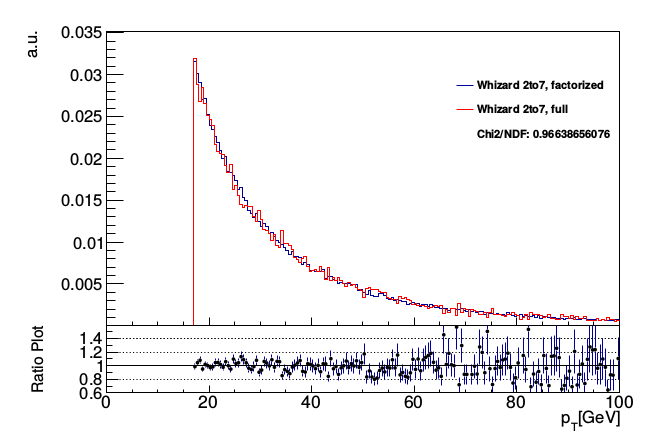 a.u.
0.035
0.03
0.025
0.02
0.015
0.01
0.005
Whizard 2to7, factorized
Whizard 2to7, full
Chi2/NDF: 0.96638656076
Ratio Plot
1.4
1.2
1
0.8
0.6
0 20 40 60 80 100
p_T[GeV]